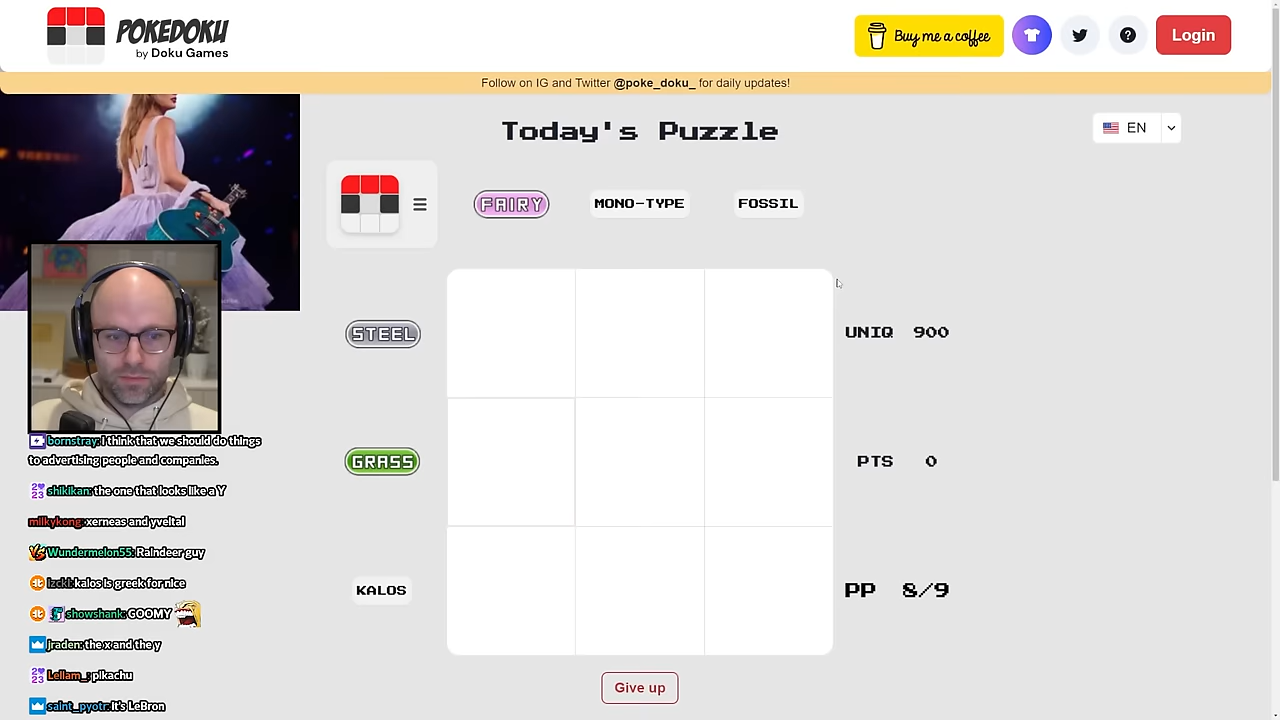 POKEDOKU
by Doku Games
Buy me a coffee
Login
Follow on IG and Twitter @poke_doku_ for daily updates!
Today's Puzzle
EN
FAIRY
MONO-TYPE
FOSSIL
STEEL
UNIQ 900
GRASS
PTS 0
KALOS
PP 8/9
Give up
bornstray: I think that we should do things
to advertising people and companies.
shikikan: the one that looks like a Y
milkykong: xerneas and yveltal
Wundermelon55: Raindeer guy
izckl: kalos is greek for nice
showshank: GOOMY
Jraden: the x and the y
Leliam_: pikachu
saint_pyotr: It's LeBron